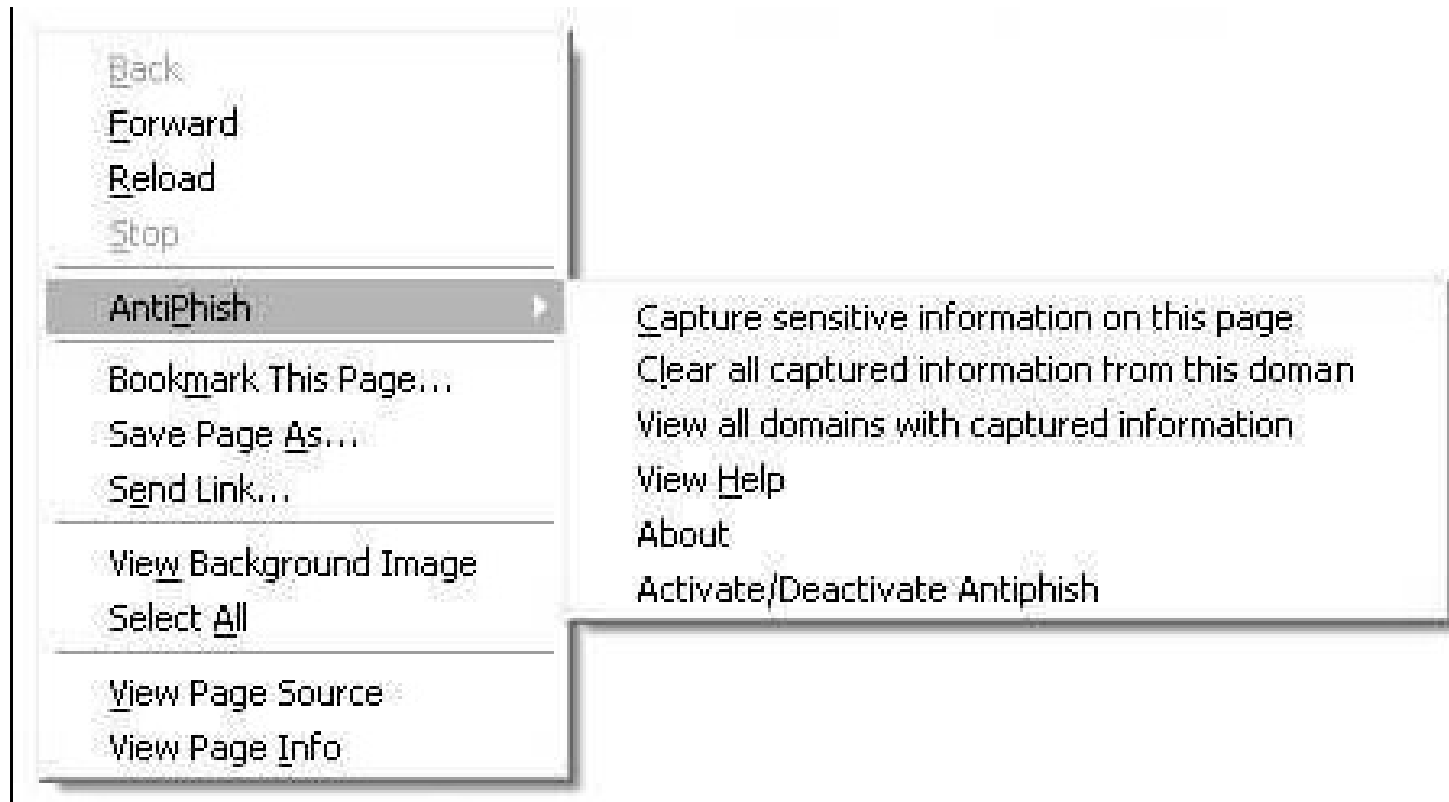 Back
Forward
Reload
Stop
AntiPhish
Bookmark This Page...
Save Page As...
Send Link...
View Background Image
Select All
View Page Source
View Page Info
Capture sensitive information on this page
Clear all captured information from this doman
View all domains with captured information
View Help
About
Activate/Deactivate Antiphish